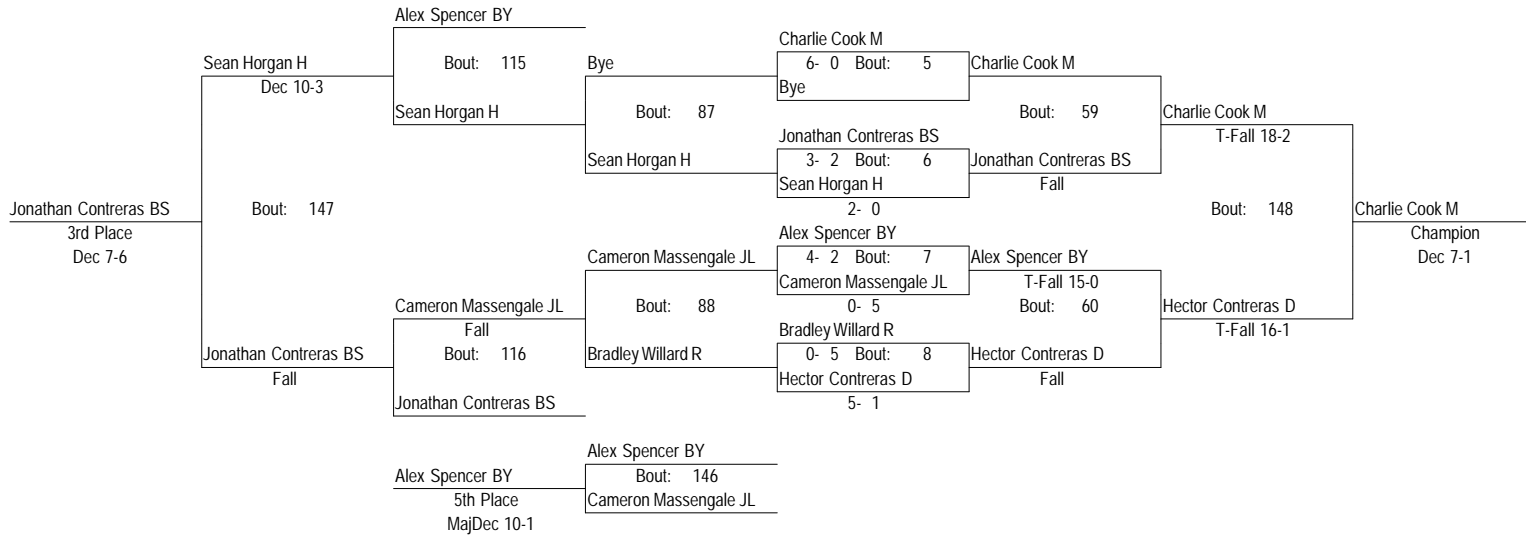 Alex Spencer BY
Charlie Cook M
Sean Horgan H Bout: 115 Bye 6- 0 Bout: 5 Charlie Cook M
Dec 10-3 Bye
Sean Horgan H Bout: 87 Bout: 59 Charlie Cook M
Jonathan Contreras BS T-Fall 18-2
Sean Horgan H 3- 2 Bout: 6 Jonathan Contreras BS
Sean Horgan H Fall
Jonathan Contreras BS Bout: 147 2- 0 Bout: 148 Charlie Cook M
3rd Place Alex Spencer BY Champion
Dec 7-6 Cameron Massengale JL 4- 2 Bout: 7 Alex Spencer BY Dec 7-1
Cameron Massengale JL T-Fall 15-0
Cameron Massengale JL Bout: 88 0- 5 Bout: 60 Hector Contreras D
Fall Bradley Willard R T-Fall 16-1
Jonathan Contreras BS Bout: 116 Bradley Willard R 0- 5 Bout: 8 Hector Contreras D
Fall Hector Contreras D Fall
Jonathan Contreras BS 5- 1
Alex Spencer BY
Alex Spencer BY Bout: 146
5th Place Cameron Massengale JL
MajDec 10-1